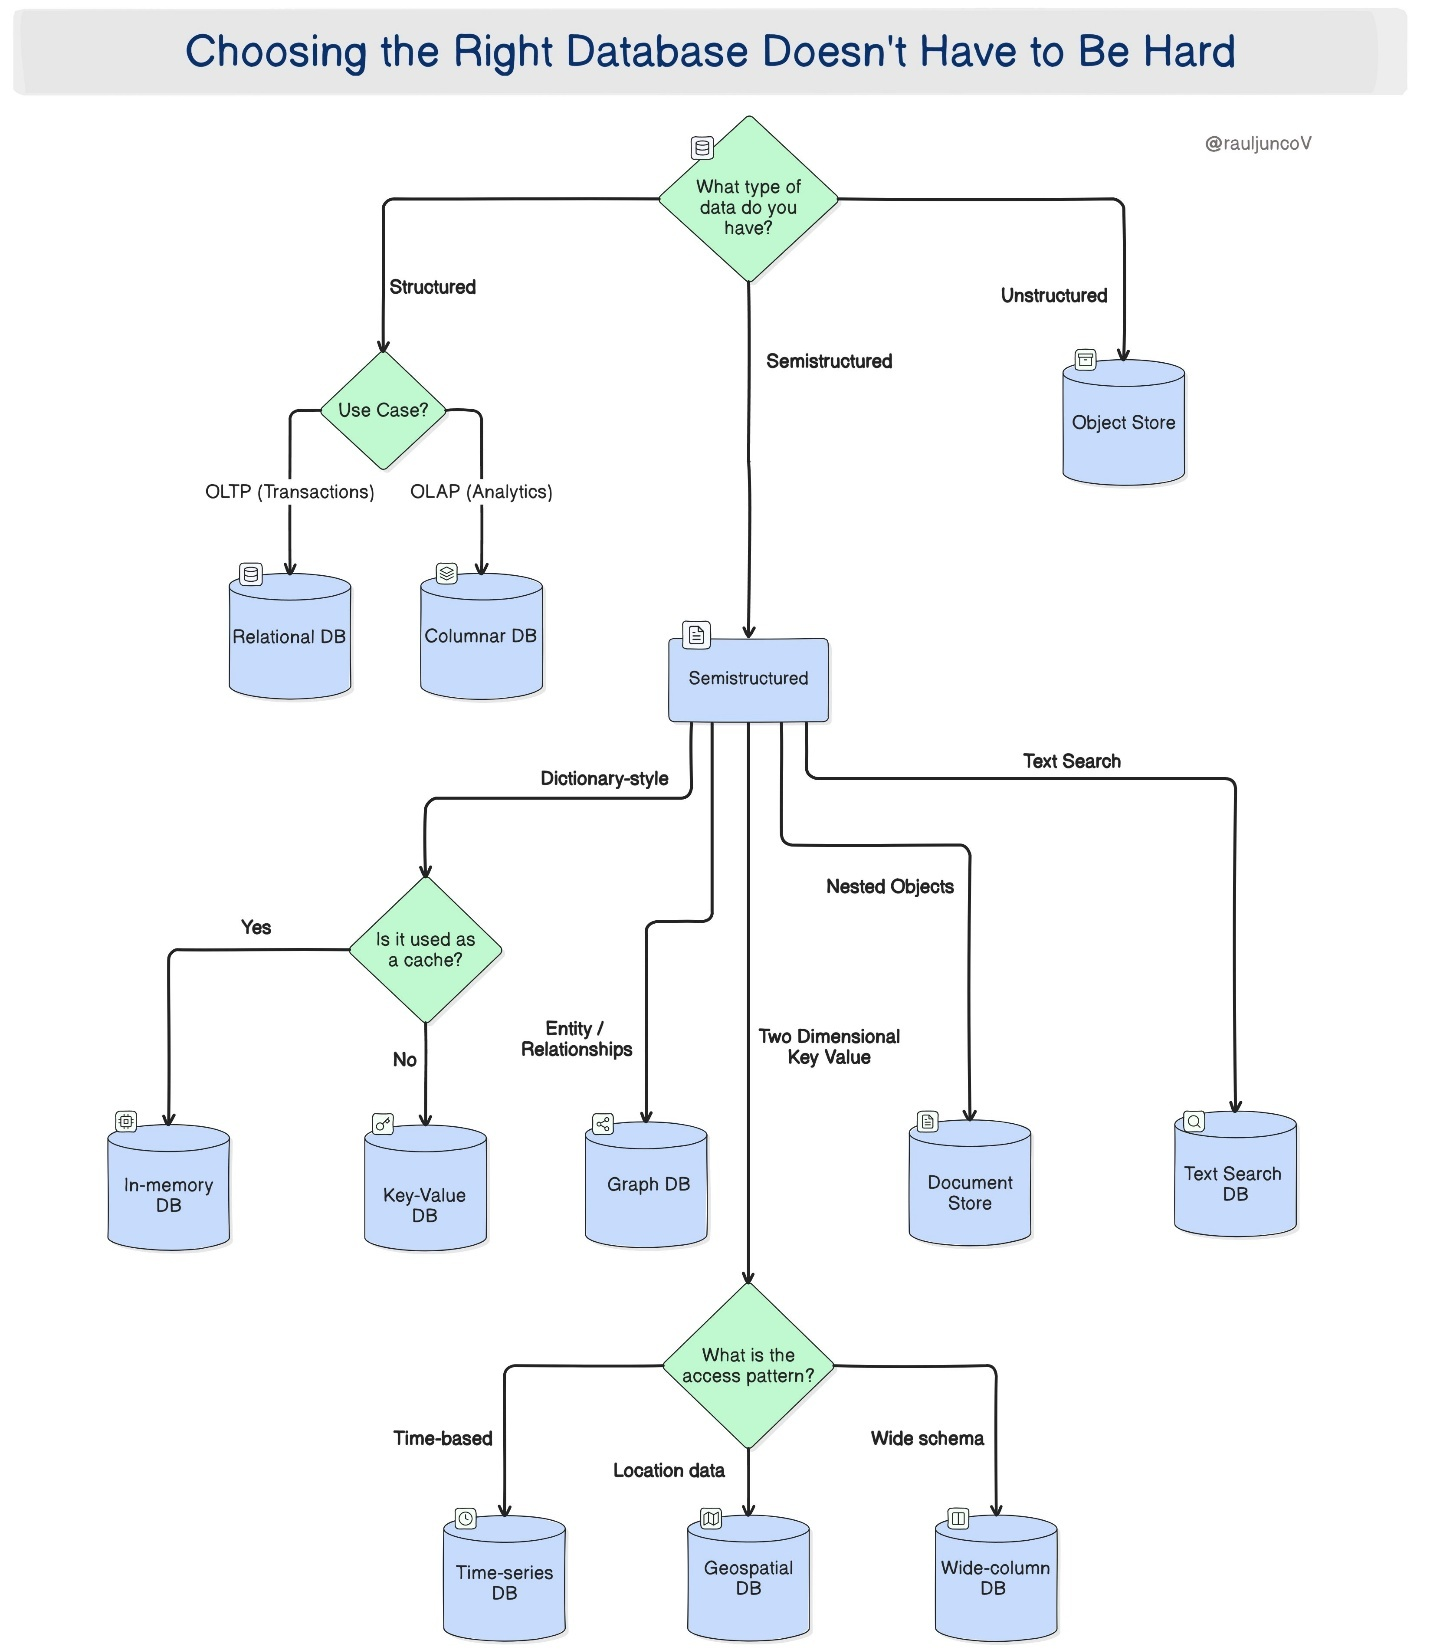 Choosing the Right Database Doesn't Have to Be Hard
@rauljuncoV
What type of
data do you
have?
Structured
Unstructured
Semistructured
Use Case?
Object Store
OLTP (Transactions)
OLAP (Analytics)
Relational DB
Columnar DB
Semistructured
Dictionary-style
Text Search
Nested Objects
Yes
Is it used as
a cache?
No
Entity /
Relationships
Two Dimensional
Key Value
In-memory
DB
Key-Value
DB
Graph DB
Document
Store
Text Search
DB
What is the
access pattern?
Time-based
Location data
Wide schema
Time-series
DB
Geospatial
DB
Wide-column
DB